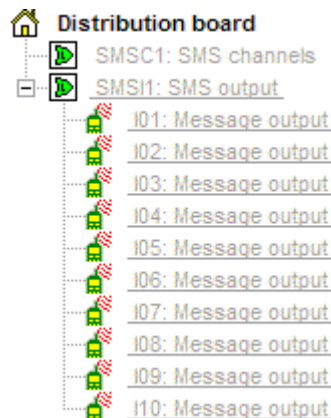 Distribution board
SMSC1: SMS channels
SMSI1: SMS output
I01: Message output
I02: Message output
I03: Message output
I04: Message output
I05: Message output
I06: Message output
I07: Message output
I08: Message output
I09: Message output
I10: Message output